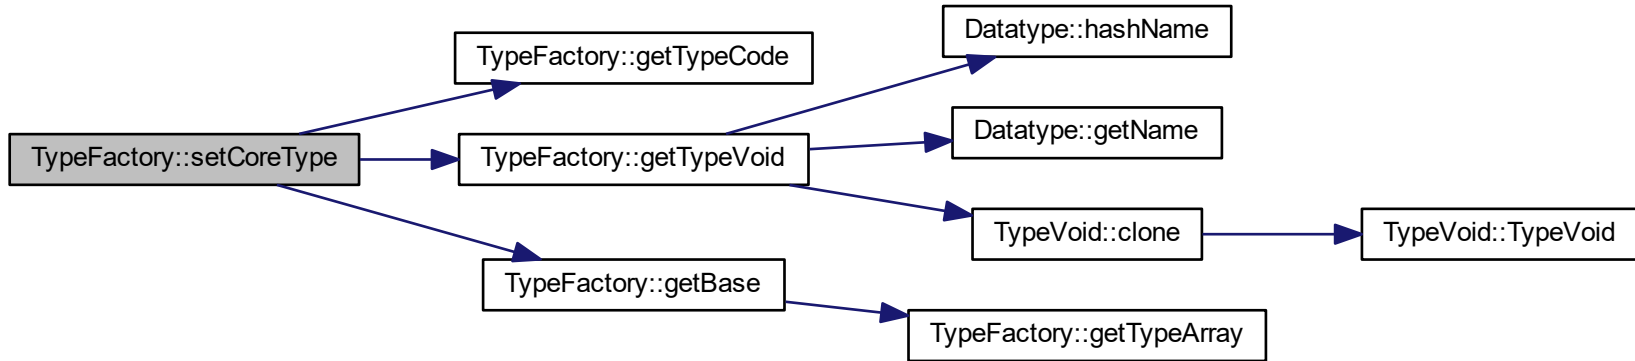 Datatype::hashName
TypeFactory::getTypeCode
Datatype::getName
TypeFactory::setCoreType
TypeFactory::getTypeVoid
TypeVoid::clone
TypeVoid::TypeVoid
TypeFactory::getBase
TypeFactory::getTypeArray